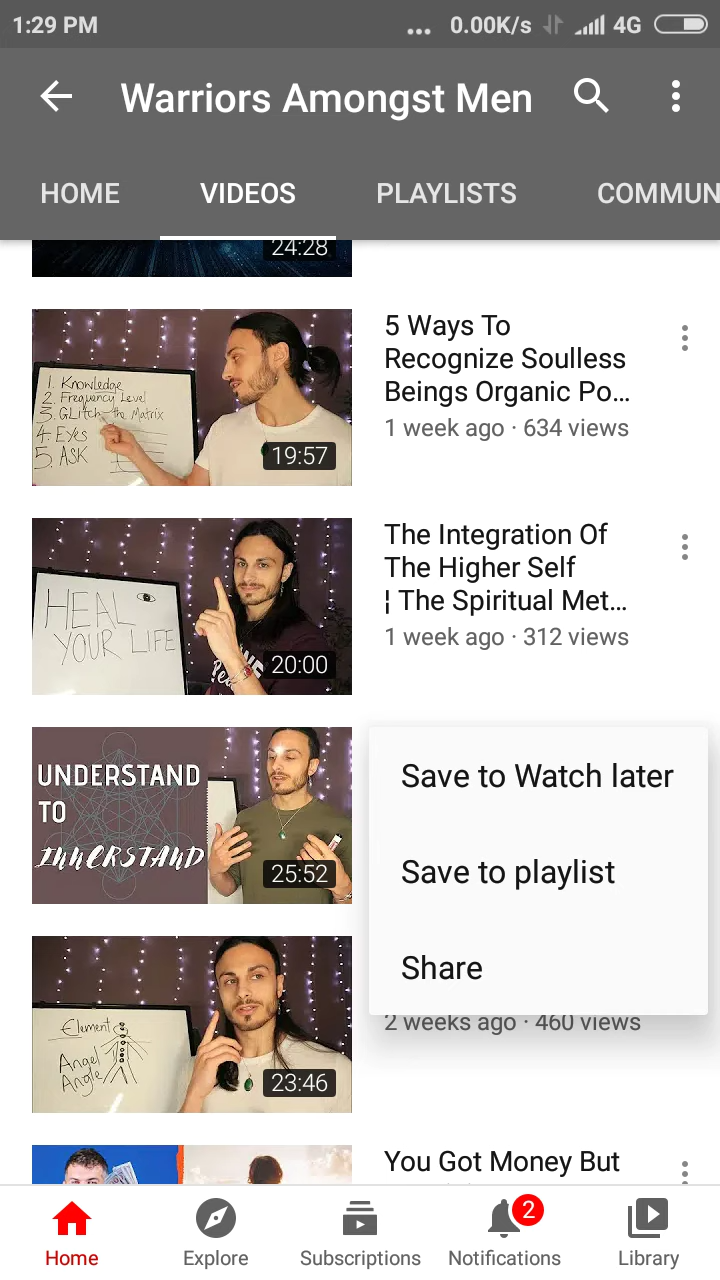 1:29 PM
... 0.00K/s 4G
Warriors Amongst Men
HOME VIDEOS PLAYLISTS COMMUN
24:28
1. Knowledge
2. Frequency Level
3. GLitch the Matrix
4. Eyes
5. ASK
19:57
5 Ways To
Recognize Soulless
Beings Organic Po...
1 week ago · 634 views
HEAL
YOUR LIFE
20:00
The Integration Of
The Higher Self
¦ The Spiritual Met...
1 week ago · 312 views
UNDERSTAND
TO
INNERSTAND
25:52
Save to Watch later
Save to playlist
Share
Element
Angel
Angle
23:46
2 weeks ago · 460 views
You Got Money But
2
Home Explore Subscriptions Notifications Library